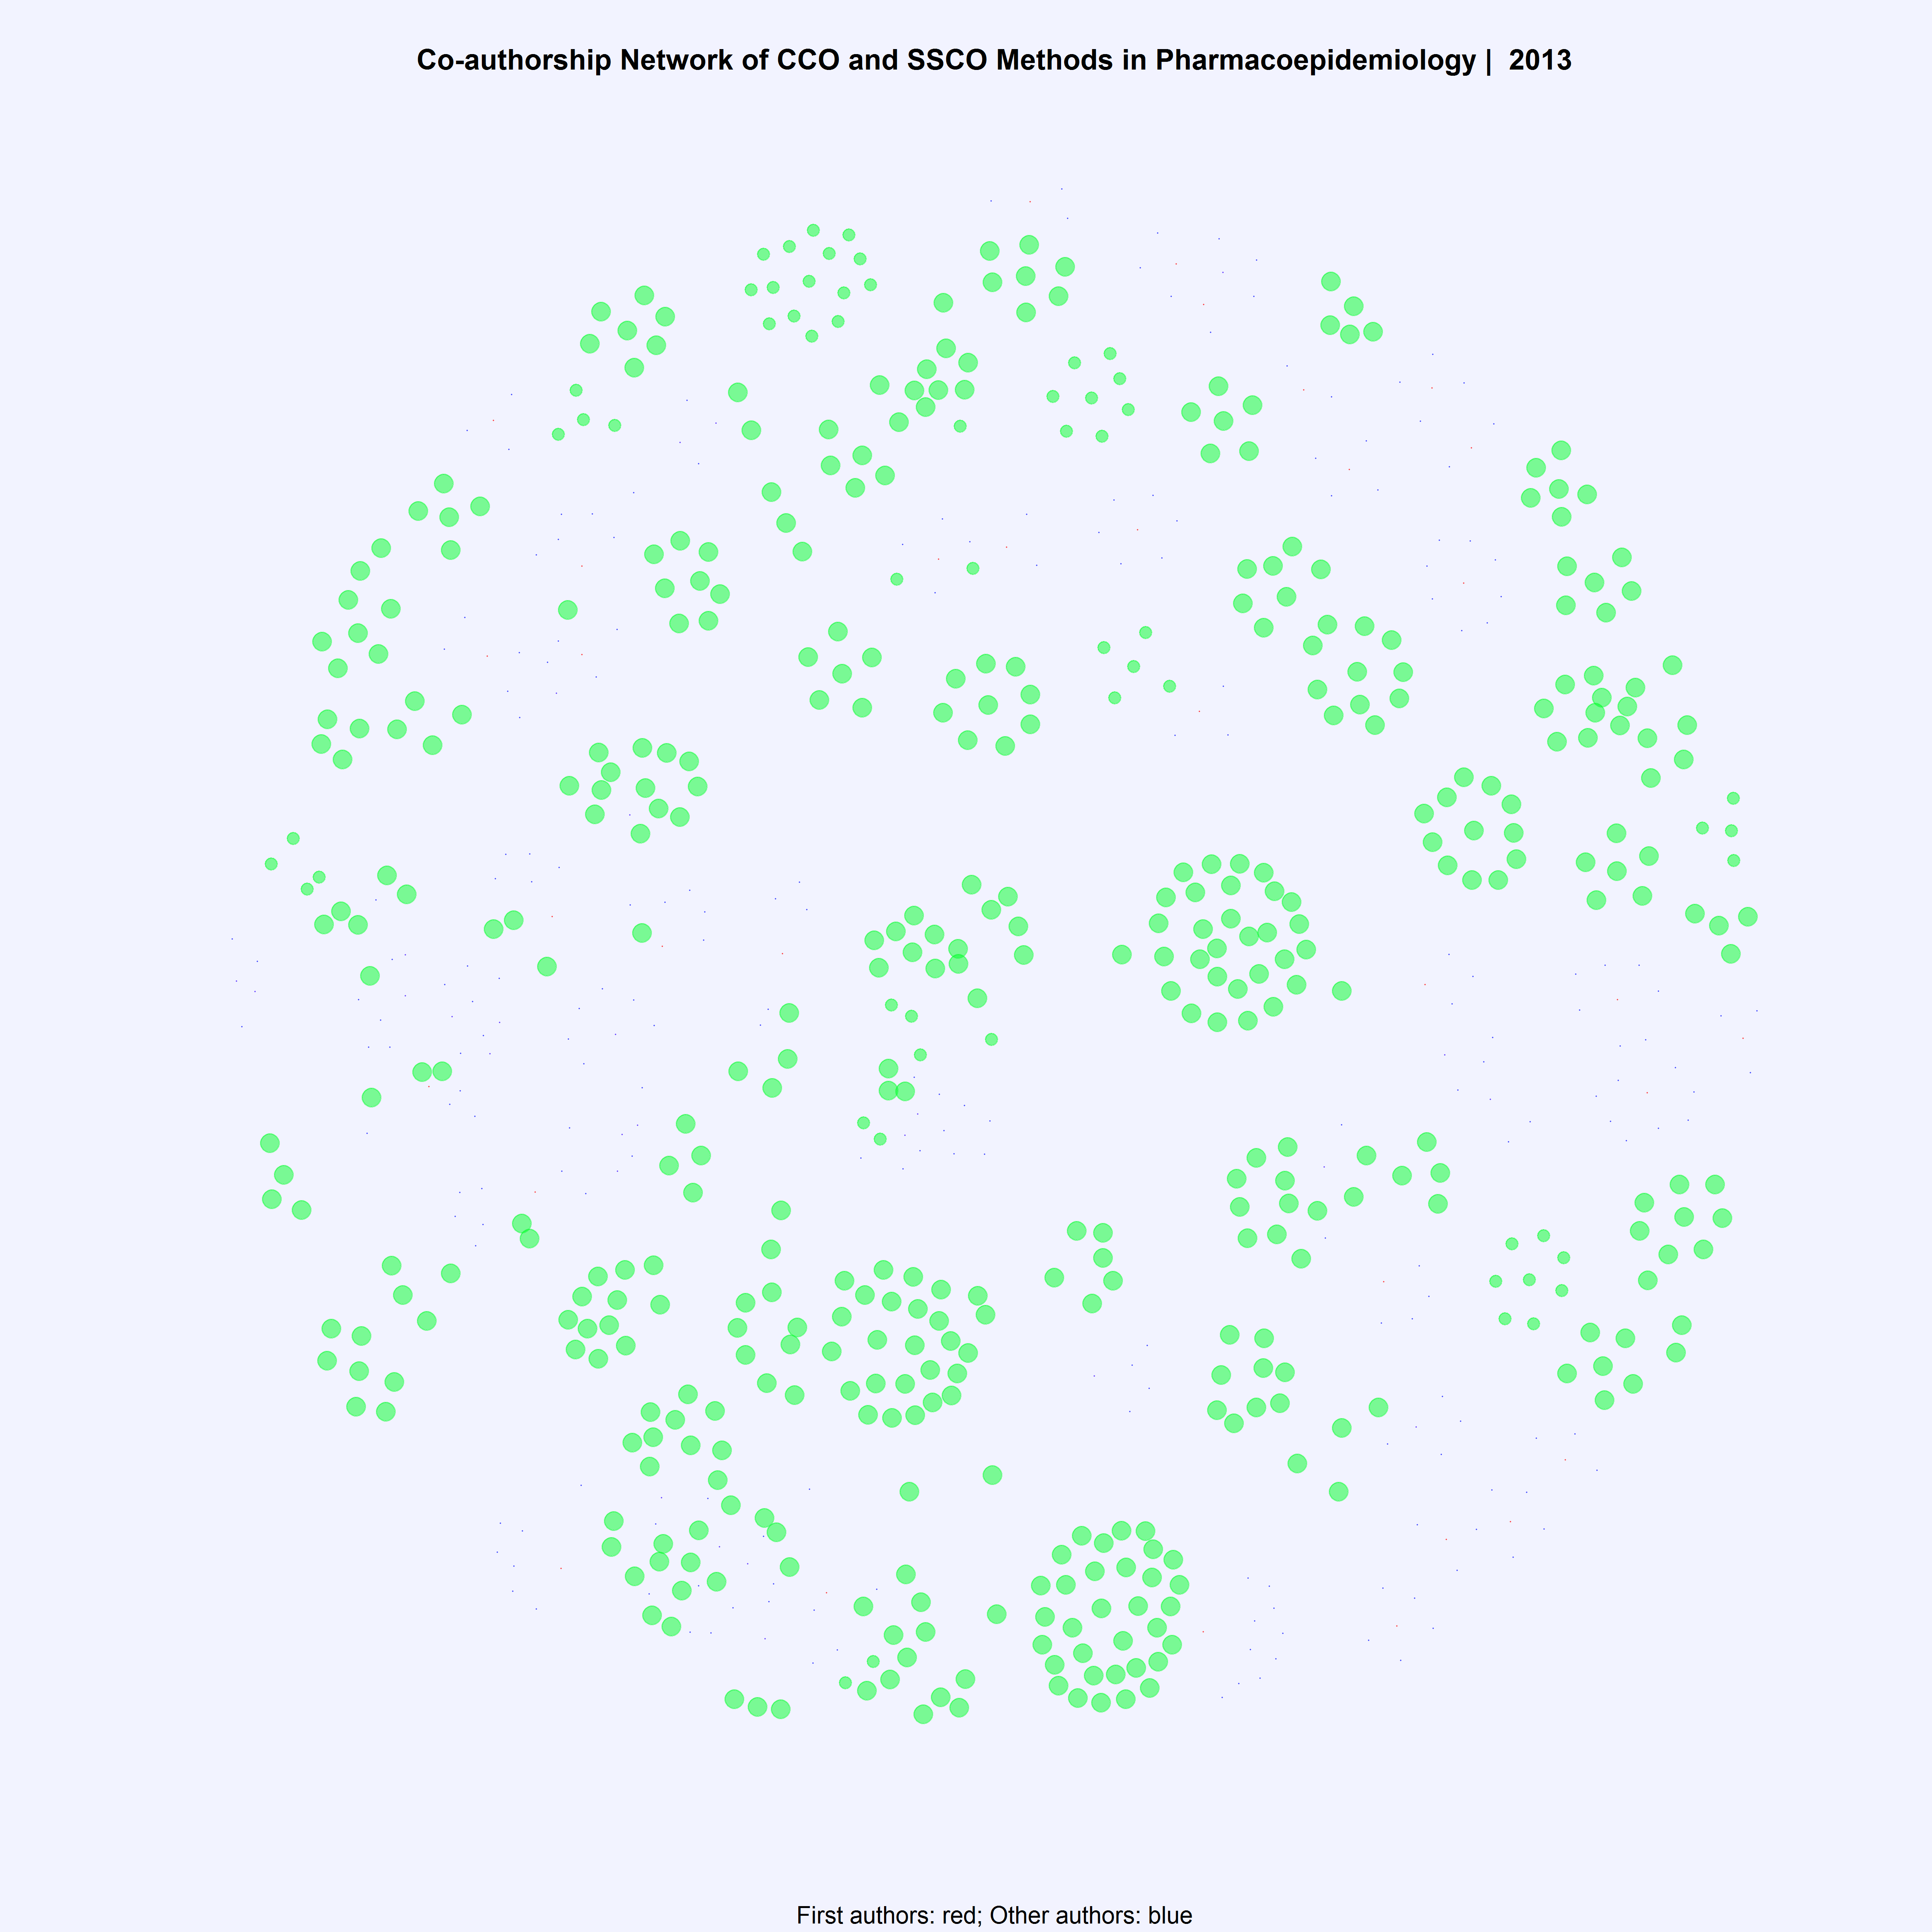 Co-authorship Network of CCO and SSCO Methods in Pharmacoepidemiology | 2013
First authors: red; Other authors: blue